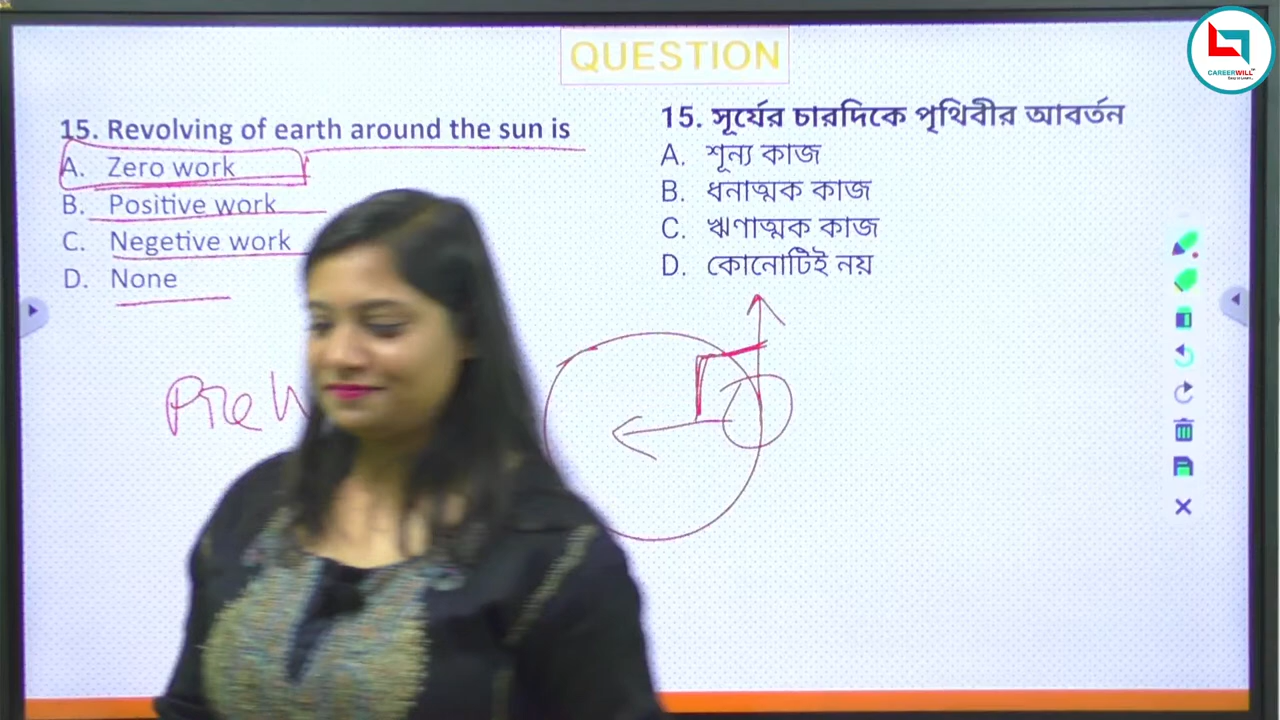 QUESTION
15. Revolving of earth around the sun is
A. Zero work
B. Positive work
C. Negetive work
D. None
15. সূর্যের চারদিকে পৃথিবীর আবর্তন
A. শূন্য কাজ
B. ধনাত্মক কাজ
C. ঋণাত্মক কাজ
D. কোনোটিই নয়
CAREERWILL